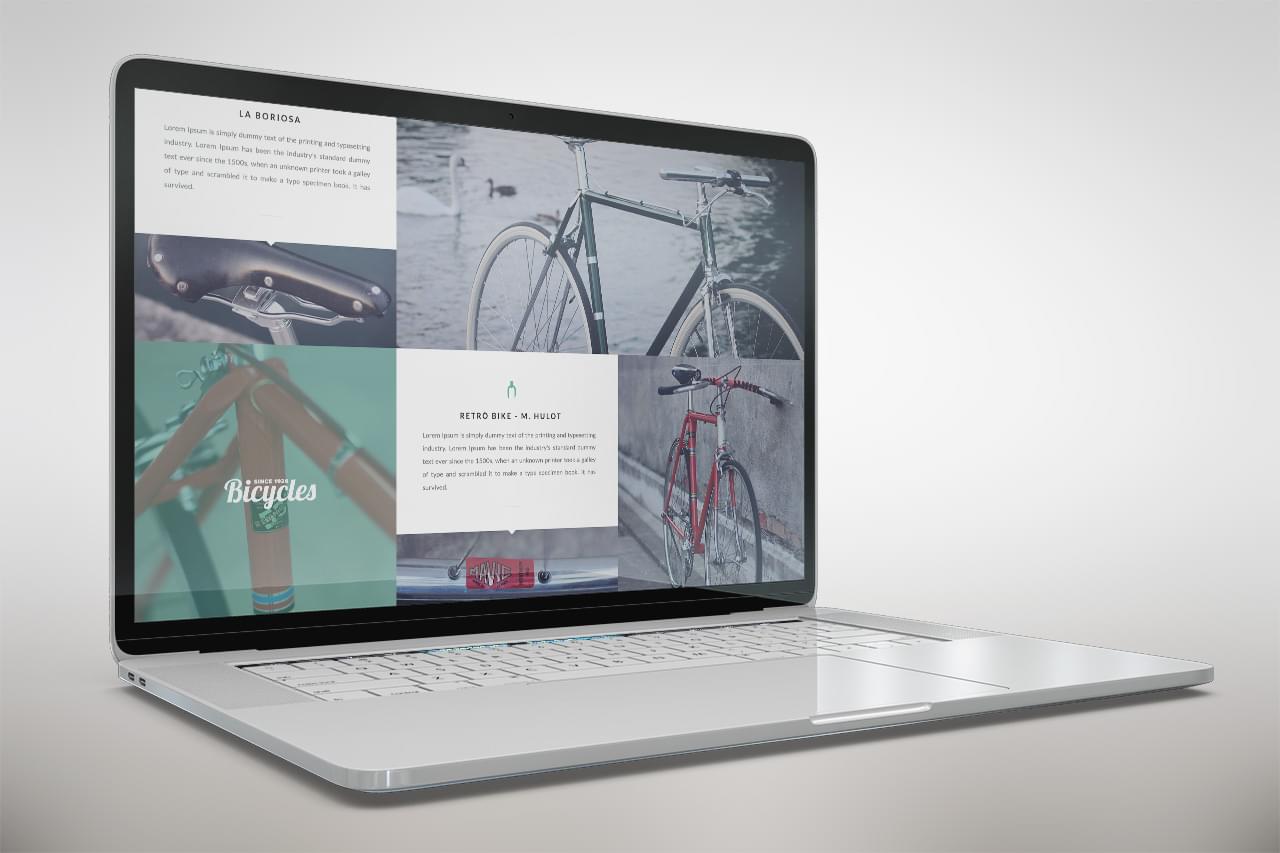 LA BORIOSA
Lorem Ipsum is simply dummy text of the printing and typesetting
industry. Lorem Ipsum has been the industry's standard dummy
text ever since the 1500s, when an unknown printer took a galley
of type and scrambled it to make a type specimen book. It has
survived.
RETRO BIKE - M. HULOT
Lorem Ipsum is simply dummy text of the printing and typesetting
industry. Lorem Ipsum has been the industry's standard dummy
text ever since the 1500s, when an unknown printer took a galley
of type and scrambled it to make a type specimen book. It has
survived.
SINCE 1936
Bicycles
MAVIC